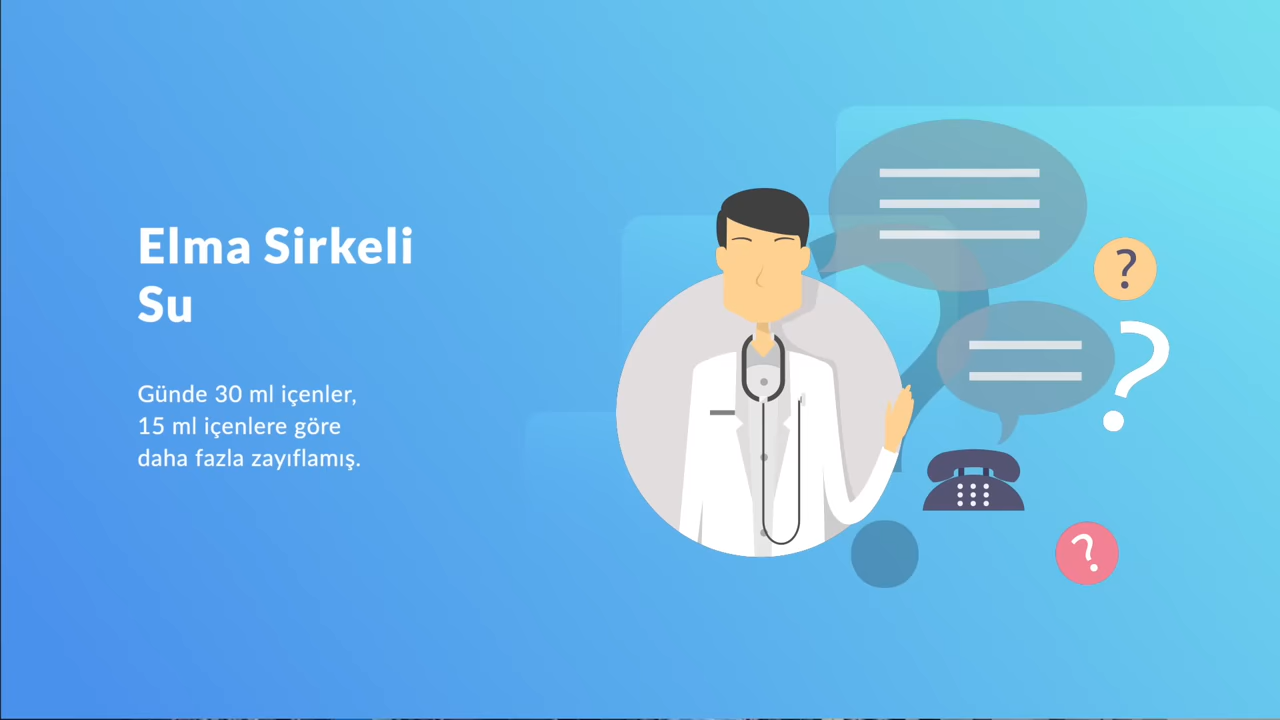 Elma Sirkeli
Su
Günde 30 ml içenler,
15 ml içenlere göre
daha fazla zayıflamış.
?
?
?